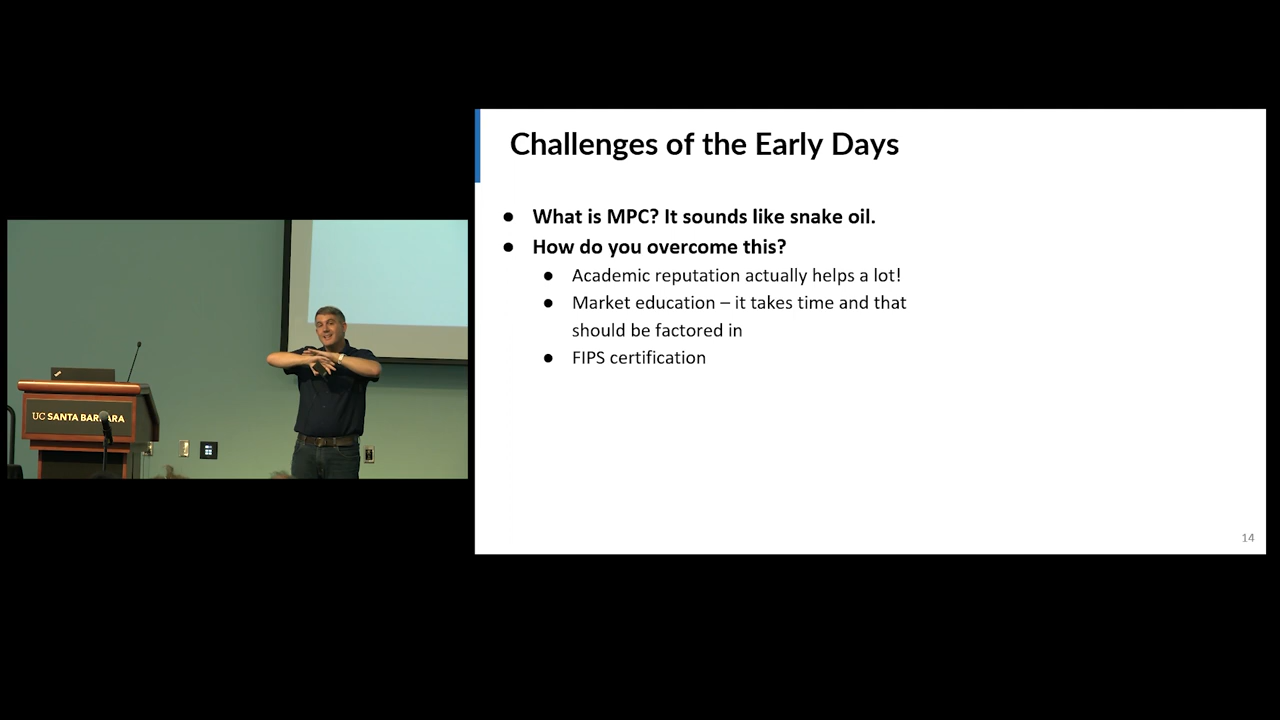 Challenges of the Early Days
● What is MPC? It sounds like snake oil.
● How do you overcome this?
● Academic reputation actually helps a lot!
● Market education – it takes time and that
should be factored in
● FIPS certification
14
UC SANTA BARBARA